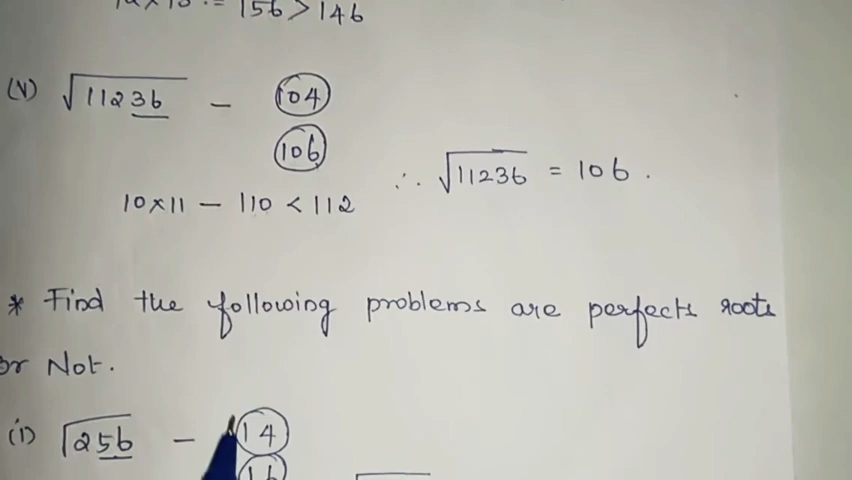 = 156 > 146
(V) √11236 – 104
106
10×11 – 110 < 112 ∴ √11236 = 106.
* Find the following problems are perfects roots
or Not.
(i) √256 – 14
16